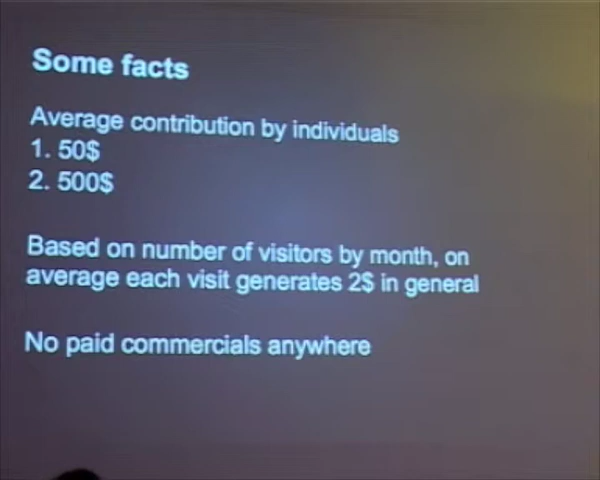 Some facts
Average contribution by individuals
1. 50$
2. 500$
Based on number of visitors by month, on
average each visit generates 2$ in general
No paid commercials anywhere